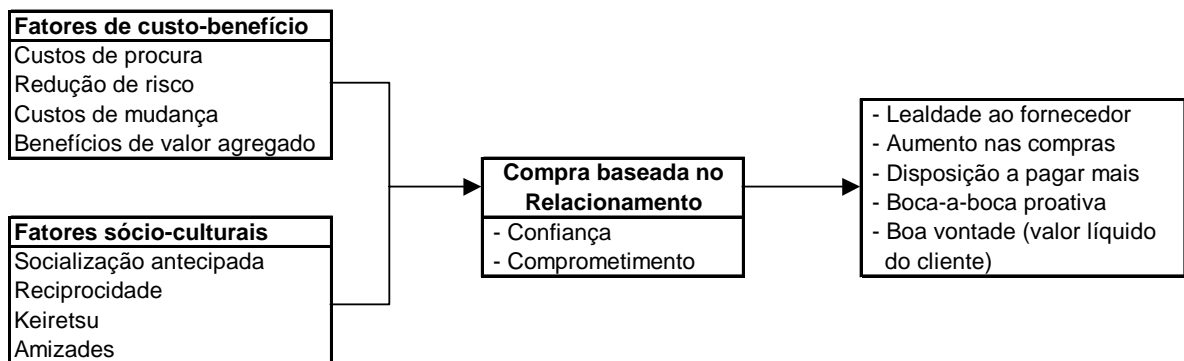 Fatores de custo-benefício
Custos de procura
Redução de risco
Custos de mudança
Benefícios de valor agregado
Fatores sócio-culturais
Socialização antecipada
Reciprocidade
Keiretsu
Amizades
Compra baseada no
Relacionamento
- Confiança
- Comprometimento
- Lealdade ao fornecedor
- Aumento nas compras
- Disposição a pagar mais
- Boca-a-boca proativa
- Boa vontade (valor líquido
do cliente)